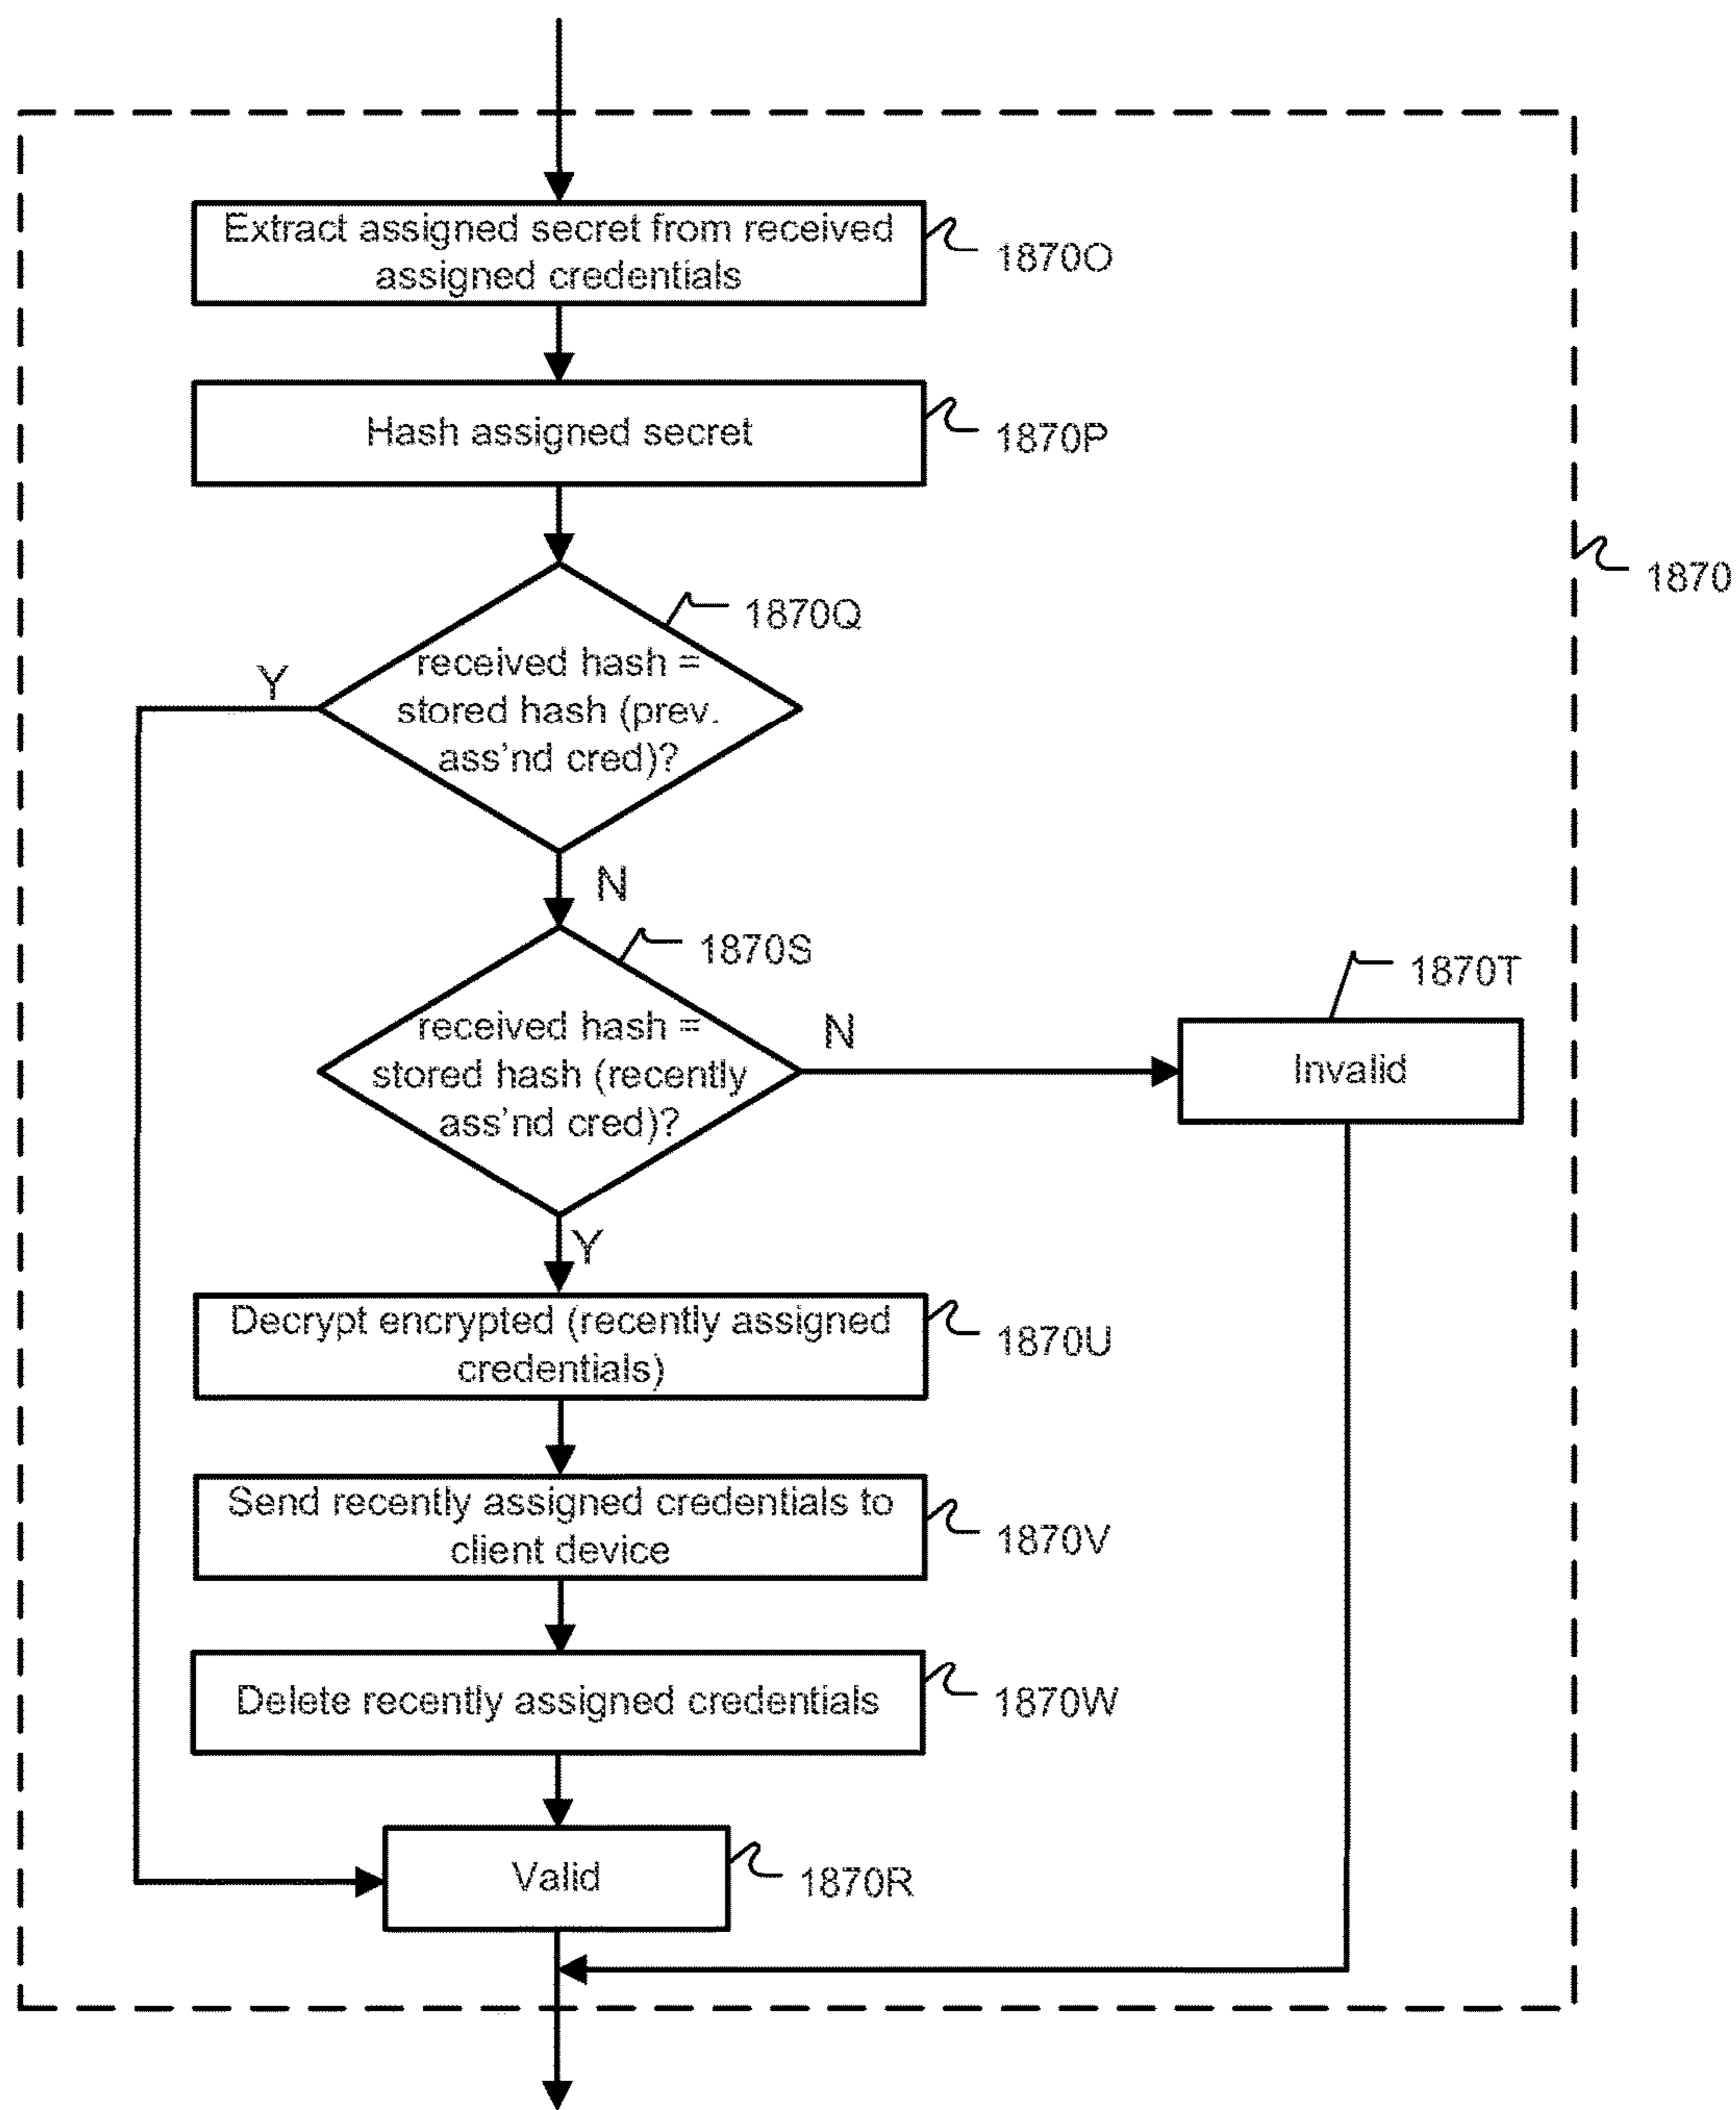 Extract assigned secret from received
assigned credentials
1870O
Hash assigned secret
1870P
1870
1870Q
Y
received hash =
stored hash (prev.
ass'nd cred)?
N
1870S
1870T
received hash =
stored hash (recently
ass'nd cred)?
N
Invalid
Y
Decrypt encrypted (recently assigned
credentials)
1870U
Send recently assigned credentials to
client device
1870V
Delete recently assigned credentials
1870W
Valid
1870R